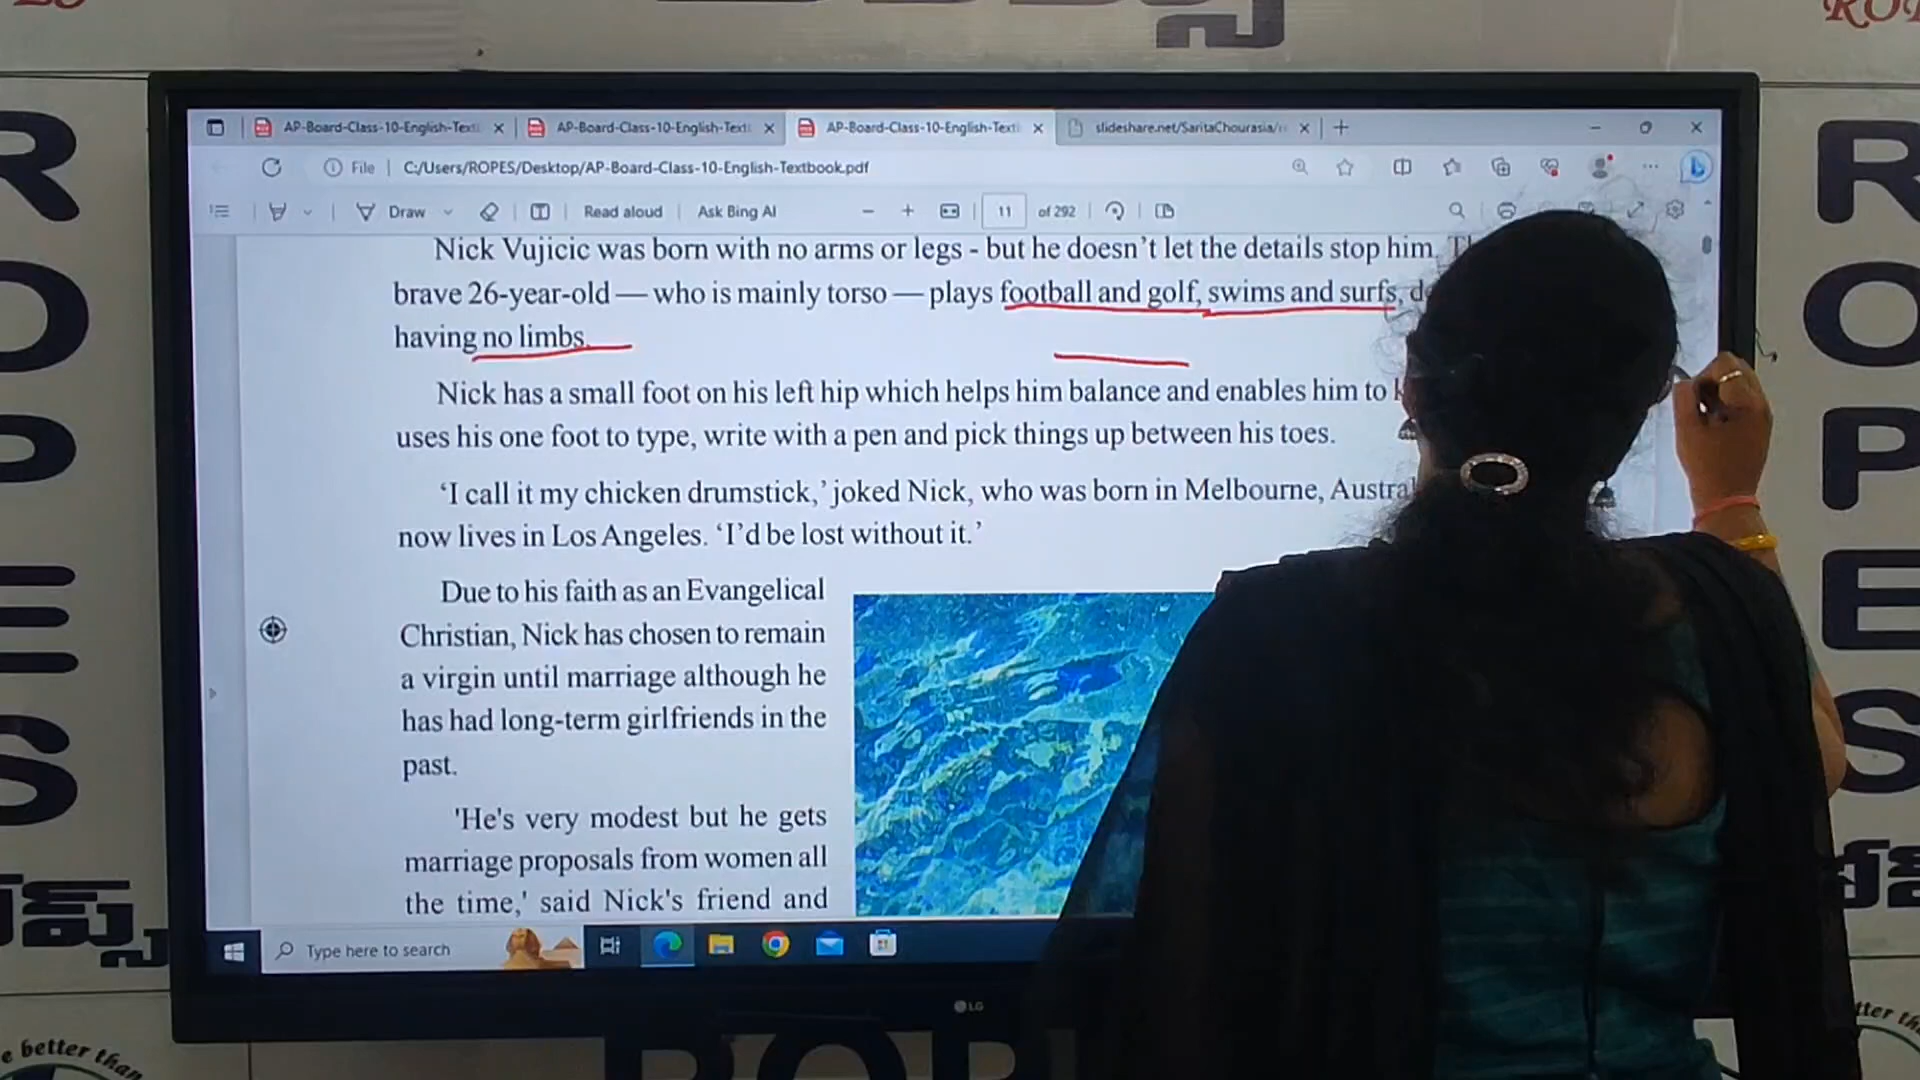 AP-Board-Class-10-English-Text
AP-Board-Class-10-English-Text
AP-Board-Class-10-English-Text
slideshare.net/SaritaChourasia/r
File
C:/Users/ROPES/Desktop/AP-Board-Class-10-English-Textbook.pdf
Draw
Read aloud
Ask Bing AI
11
of 292
Nick Vujicic was born with no arms or legs - but he doesn’t let the details stop him.
brave 26-year-old — who is mainly torso — plays football and golf, swims and surfs,
having no limbs.
Nick has a small foot on his left hip which helps him balance and enables him to
uses his one foot to type, write with a pen and pick things up between his toes.
‘I call it my chicken drumstick,’ joked Nick, who was born in Melbourne, Austral
now lives in Los Angeles. ‘I’d be lost without it.’
Due to his faith as an Evangelical
Christian, Nick has chosen to remain
a virgin until marriage although he
has had long-term girlfriends in the
past.
'He's very modest but he gets
marriage proposals from women all
the time,' said Nick's friend and
Type here to search
LG
ROPES
ROPES
better than